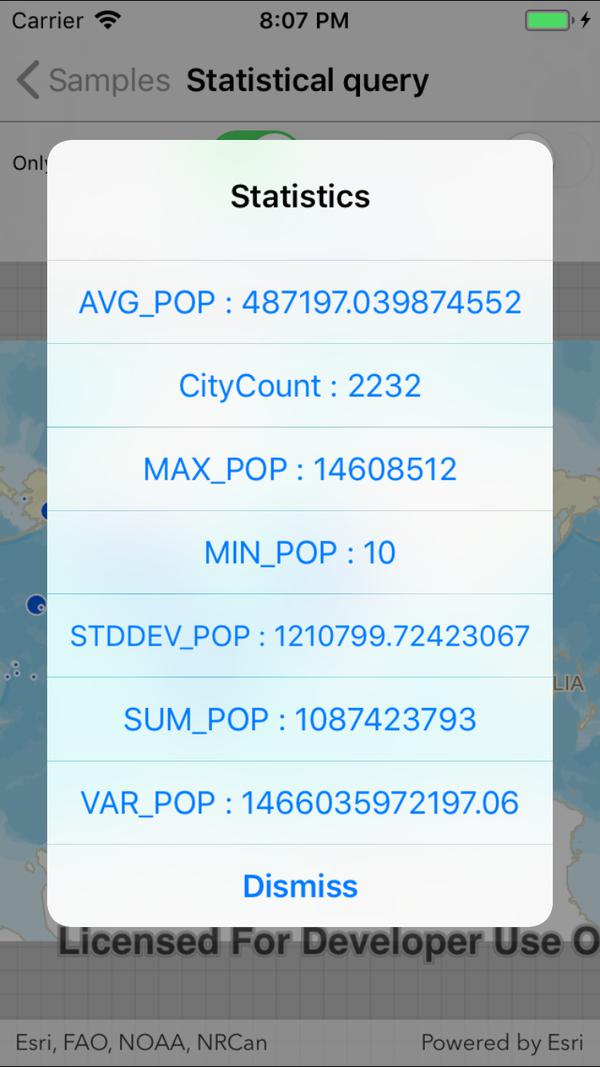 Carrier 8:07 PM
Samples Statistical query
Only
Statistics
AVG_POP : 487197.039874552
CityCount : 2232
MAX_POP : 14608512
MIN_POP : 10
STDDEV_POP : 1210799.72423067
SUM_POP : 1087423793
VAR_POP : 1466035972197.06
Dismiss
LIA
Licensed For Developer Use O
Esri, FAO, NOAA, NRCan Powered by Esri